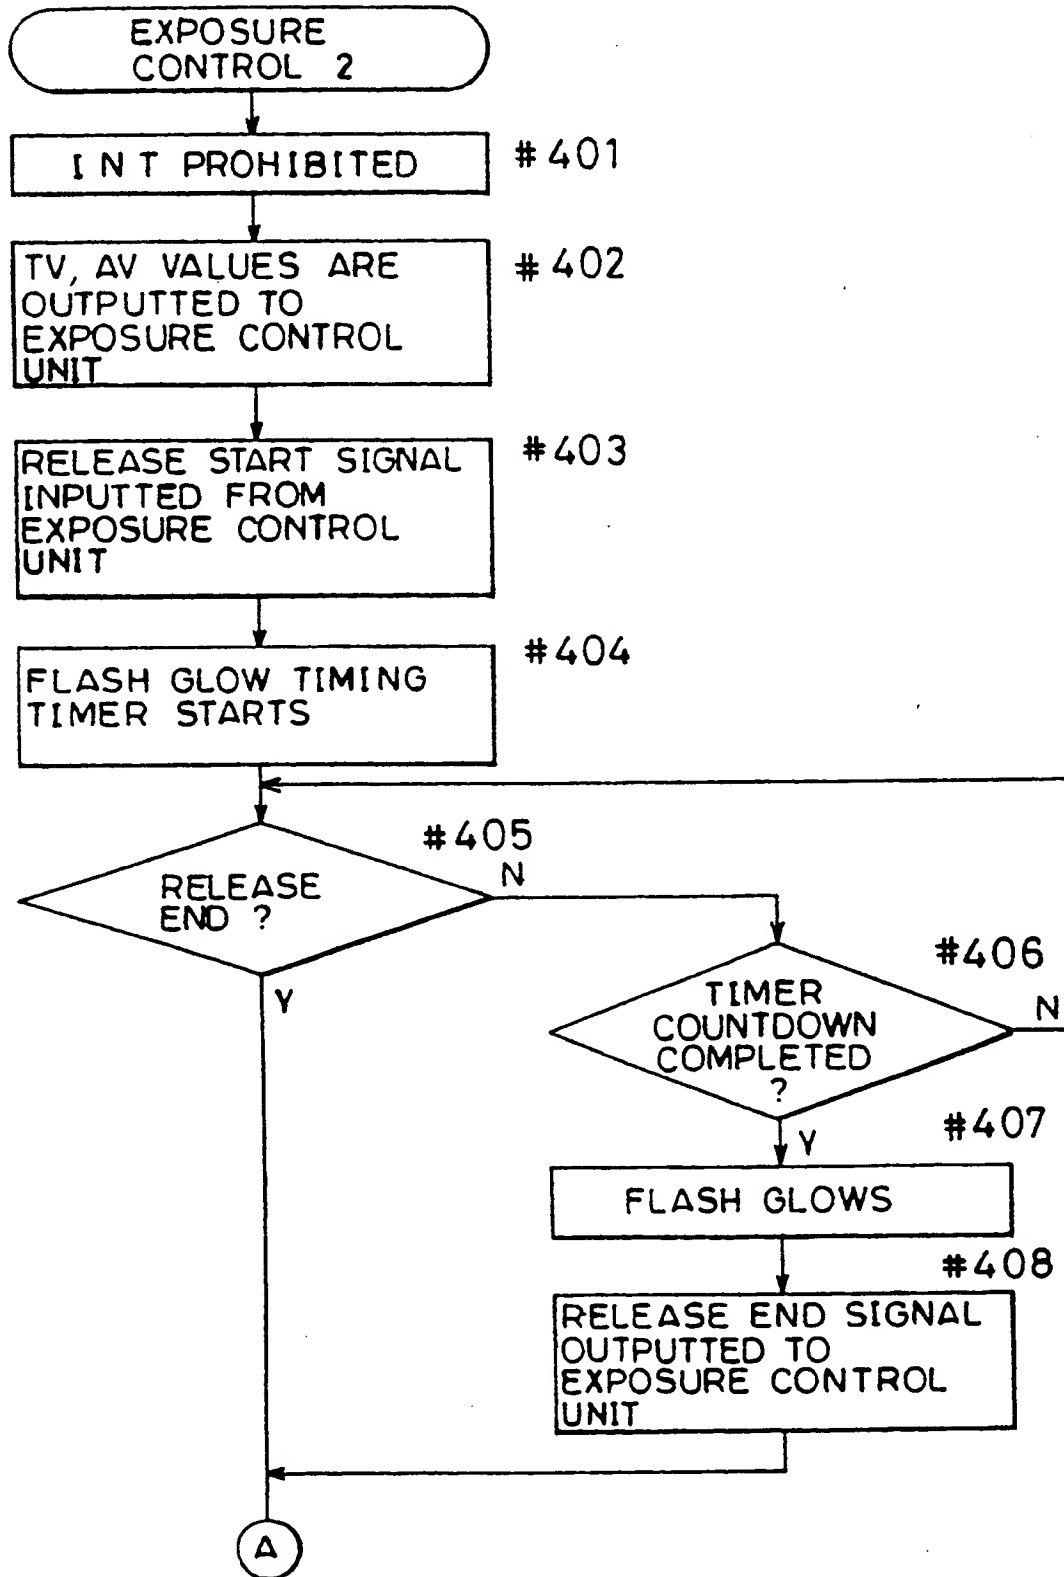 EXPOSURE
CONTROL 2
INT PROHIBITED
#401
TV, AV VALUES ARE
OUTPUTTED TO
EXPOSURE CONTROL
UNIT
#402
RELEASE START SIGNAL
INPUTTED FROM
EXPOSURE CONTROL
UNIT
#403
FLASH GLOW TIMING
TIMER STARTS
#404
RELEASE
END ?
#405
N
Y
TIMER
COUNTDOWN
COMPLETED
?
#406
N
Y
FLASH GLOWS
#407
RELEASE END SIGNAL
OUTPUTTED TO
EXPOSURE CONTROL
UNIT
#408
A